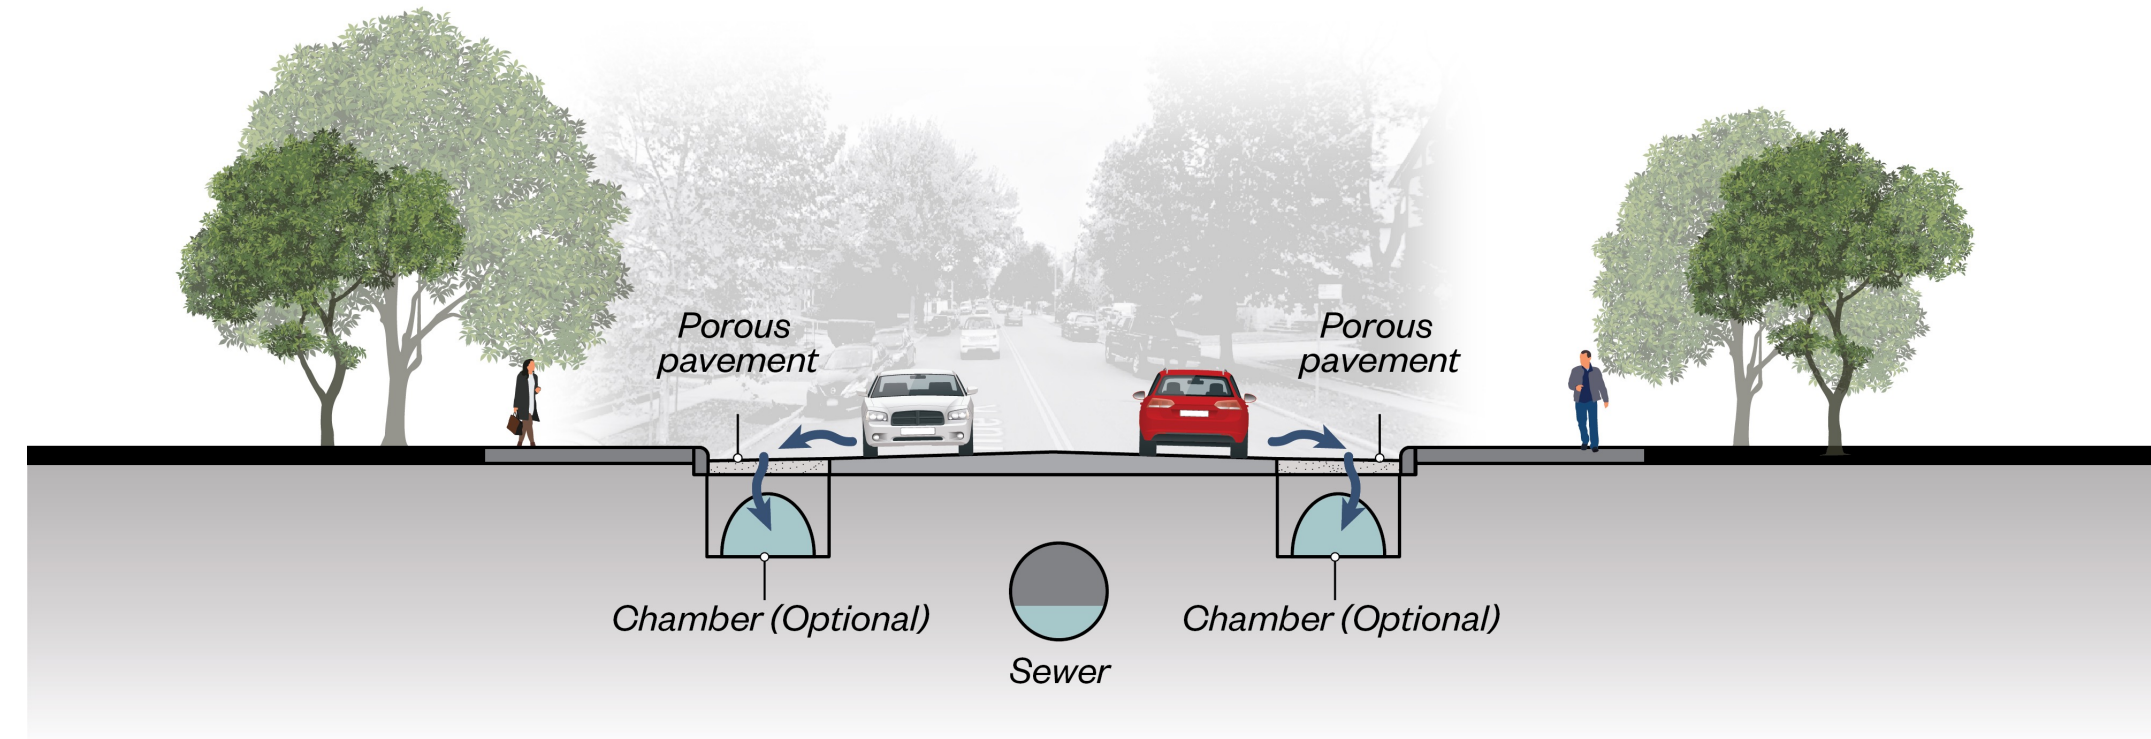 Porous
pavement
Porous
pavement
Chamber (Optional)
Chamber (Optional)
Sewer